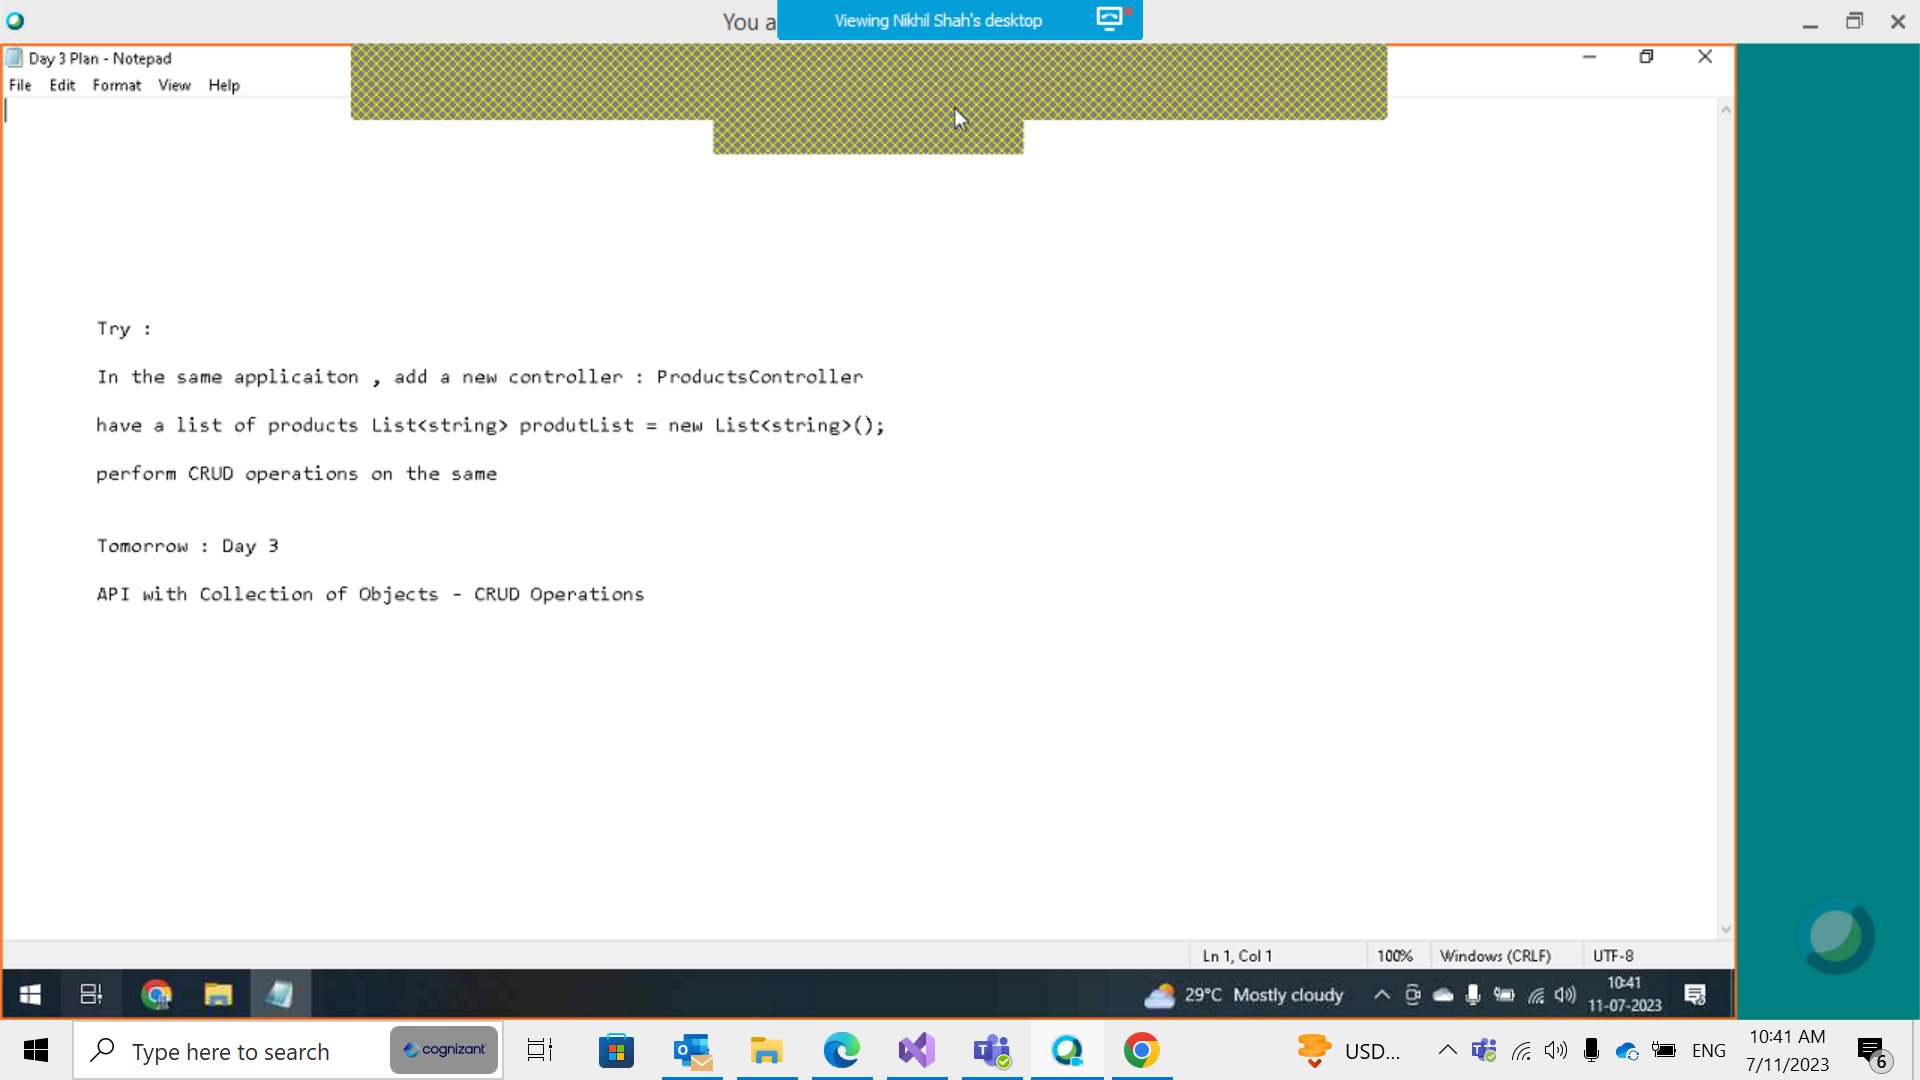 You a
Viewing Nikhil Shah's desktop
Day 3 Plan - Notepad
File Edit Format View Help
Try :
In the same applicaiton , add a new controller : ProductsController
have a list of products List<string> produtList = new List<string>();
perform CRUD operations on the same
Tomorrow : Day 3
API with Collection of Objects - CRUD Operations
Ln 1, Col 1 100% Windows (CRLF) UTF-8
29°C Mostly cloudy
10:41
11-07-2023
Type here to search
cognizant
USD...
ENG
10:41 AM
7/11/2023
6